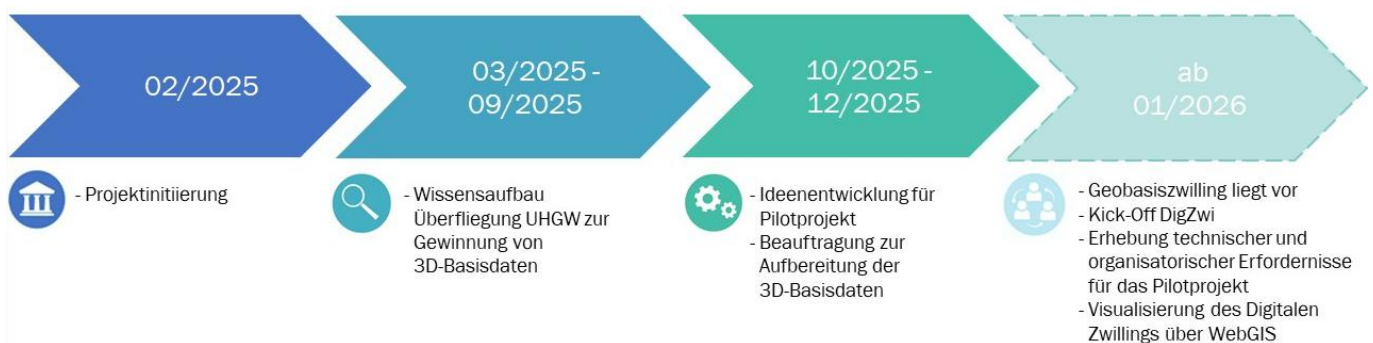 02/2025
- Projektinitiierung
03/2025 -
09/2025
- Wissensaufbau
Überfliegung UHGW zur
Gewinnung von
3D-Basisdaten
10/2025 -
12/2025
- Ideenentwicklung für
Pilotprojekt
- Beauftragung zur
Aufbereitung der
3D-Basisdaten
ab
01/2026
- Geobasiszwilling liegt vor
- Kick-Off DigZwi
- Erhebung technischer und
organisatorischer Erfordernisse
für das Pilotprojekt
- Visualisierung des Digitalen
Zwillings über WebGIS